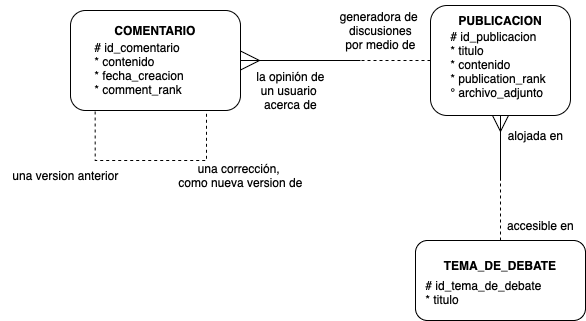 COMENTARIO
# id_comentario
* contenido
* fecha_creacion
* comment_rank
generadora de
discusiones
por medio de
la opinión de
un usuario
acerca de
PUBLICACION
# id_publicacion
* titulo
* contenido
* publication_rank
° archivo_adjunto
una version anterior
una corrección,
como nueva version de
alojada en
accesible en
TEMA_DE_DEBATE
# id_tema_de_debate
* titulo